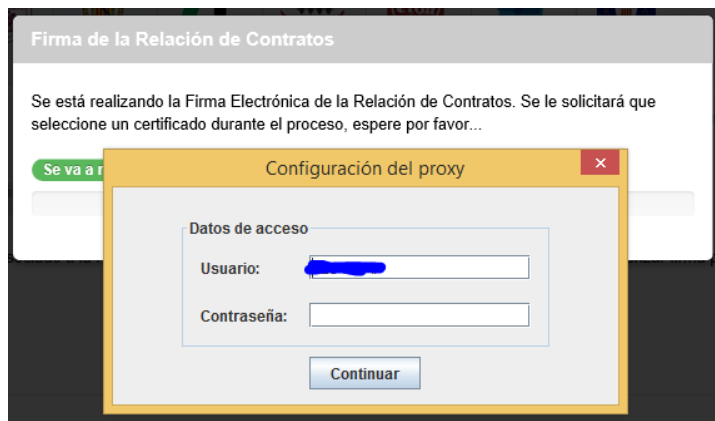 Firma de la Relación de Contratos
Se está realizando la Firma Electrónica de la Relación de Contratos. Se le solicitará que
seleccione un certificado durante el proceso, espere por favor...
Se va a
Configuración del proxy
Datos de acceso
Usuario:
Contraseña:
Continuar